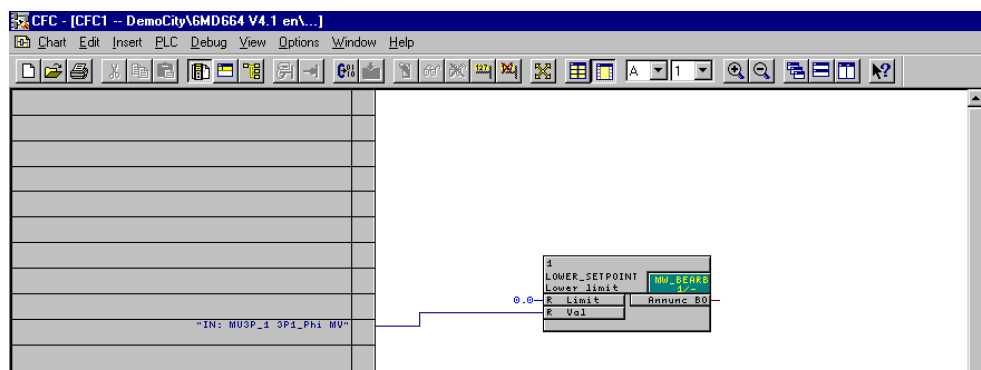 CFC - [CFC1 -- DemoCity\6MD664 V4.1 en\...]
Chart Edit Insert PLC Debug View Options Window Help
A 1
1
LOWER_SETPOINT
MW_BEARB
Lower limit
1/-
0.0 R Limit Annunc BO
R Val
"IN: MU3P_1 3P1_Phi MV"